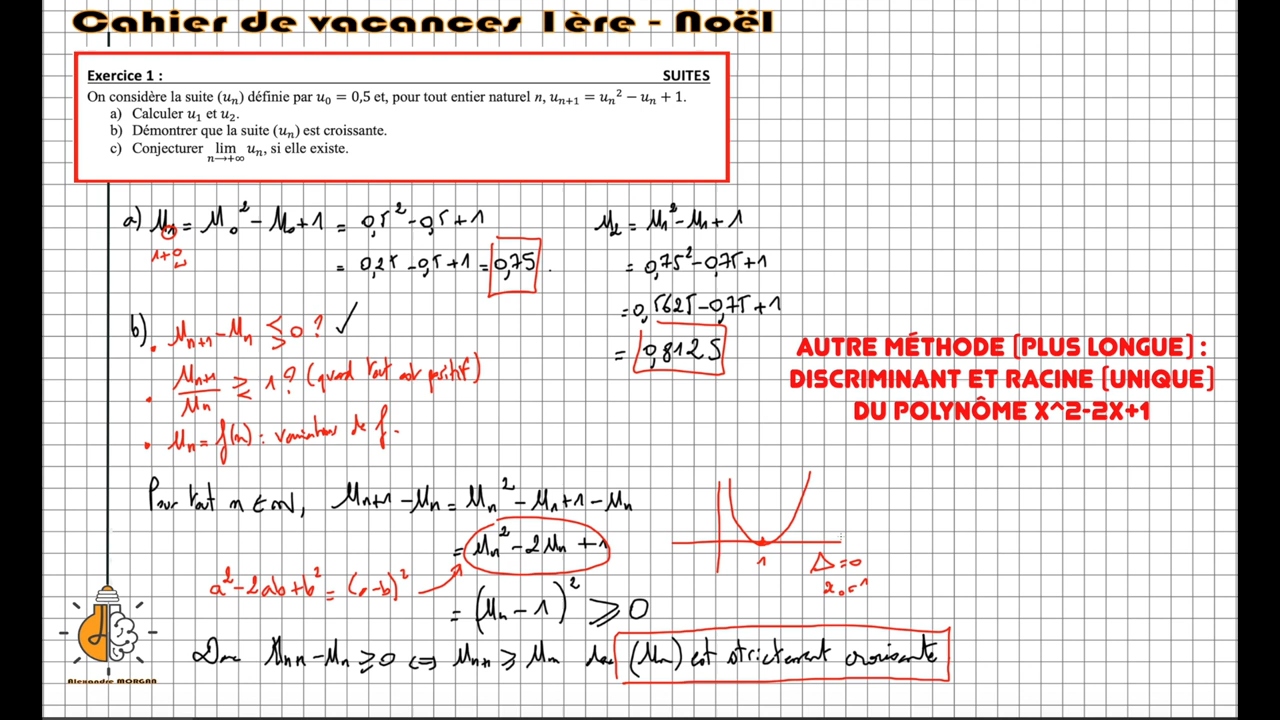 Cahier de vacances 1ère - Noël
Exercice 1 : SUITES
On considère la suite (uₙ) définie par u₀ = 0,5 et, pour tout entier naturel n, uₙ₊₁ = uₙ² − uₙ + 1.
a) Calculer u₁ et u₂.
b) Démontrer que la suite (uₙ) est croissante.
c) Conjecturer lim uₙ, si elle existe.
n→+∞
a) u₁ = u₀² − u₀ + 1 = 0,5² − 0,5 + 1
1+0
= 0,25 − 0,5 + 1 = 0,75
u₂ = u₁² − u₁ + 1
= 0,75² − 0,75 + 1
= 0,5625 − 0,75 + 1
= 0,8125
b) • uₙ₊₁ − uₙ ≶ 0 ? ✓
• uₙ₊₁/uₙ ≷ 1 ? (quand tout est positif)
• uₙ = f(n) : variations de f.
AUTRE MÉTHODE (PLUS LONGUE) :
DISCRIMINANT ET RACINE (UNIQUE)
DU POLYNÔME X^2-2X+1
Pour tout n ∈ ℕ, uₙ₊₁ − uₙ = uₙ² − uₙ + 1 − uₙ
= uₙ² − 2uₙ + 1
a² − 2ab + b² = (a − b)²
= (uₙ − 1)² ⩾ 0
1
Δ = 0
Donc uₙ₊₁ − uₙ ⩾ 0 ⟺ uₙ₊₁ ⩾ uₙ donc (uₙ) est strictement croissante
Alexandre MORGAN